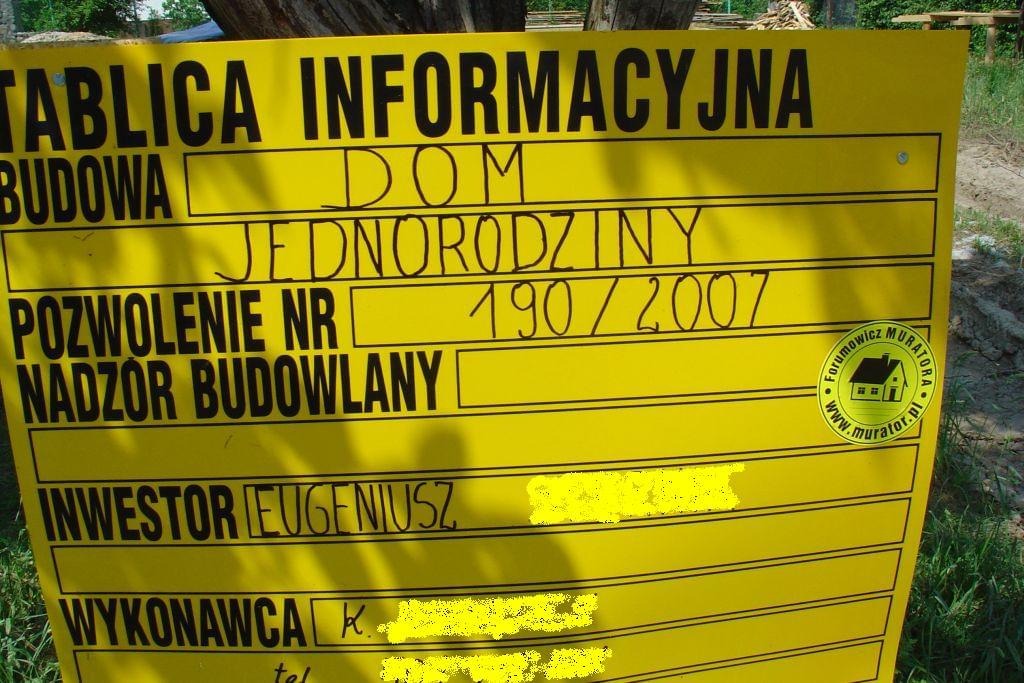 TABLICA INFORMACYJNA
BUDOWA DOM
JEDNORODZINY
POZWOLENIE NR 190/2007
NADZÓR BUDOWLANY
Forumowicz MURATORA
www.murator.pl
INWESTOR EUGENIUSZ
WYKONAWCA K.
tel